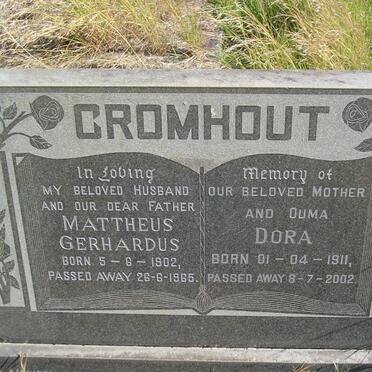 CROMHOUT
In Loving
MY BELOVED HUSBAND
AND OUR DEAR FATHER
MATTHEUS
GERHARDUS
BORN 5-6-1902,
PASSED AWAY 26-6-1965.
Memory of
OUR BELOVED MOTHER
AND OUMA
DORA
BORN 01-04-1911,
PASSED AWAY 8-7-2002.